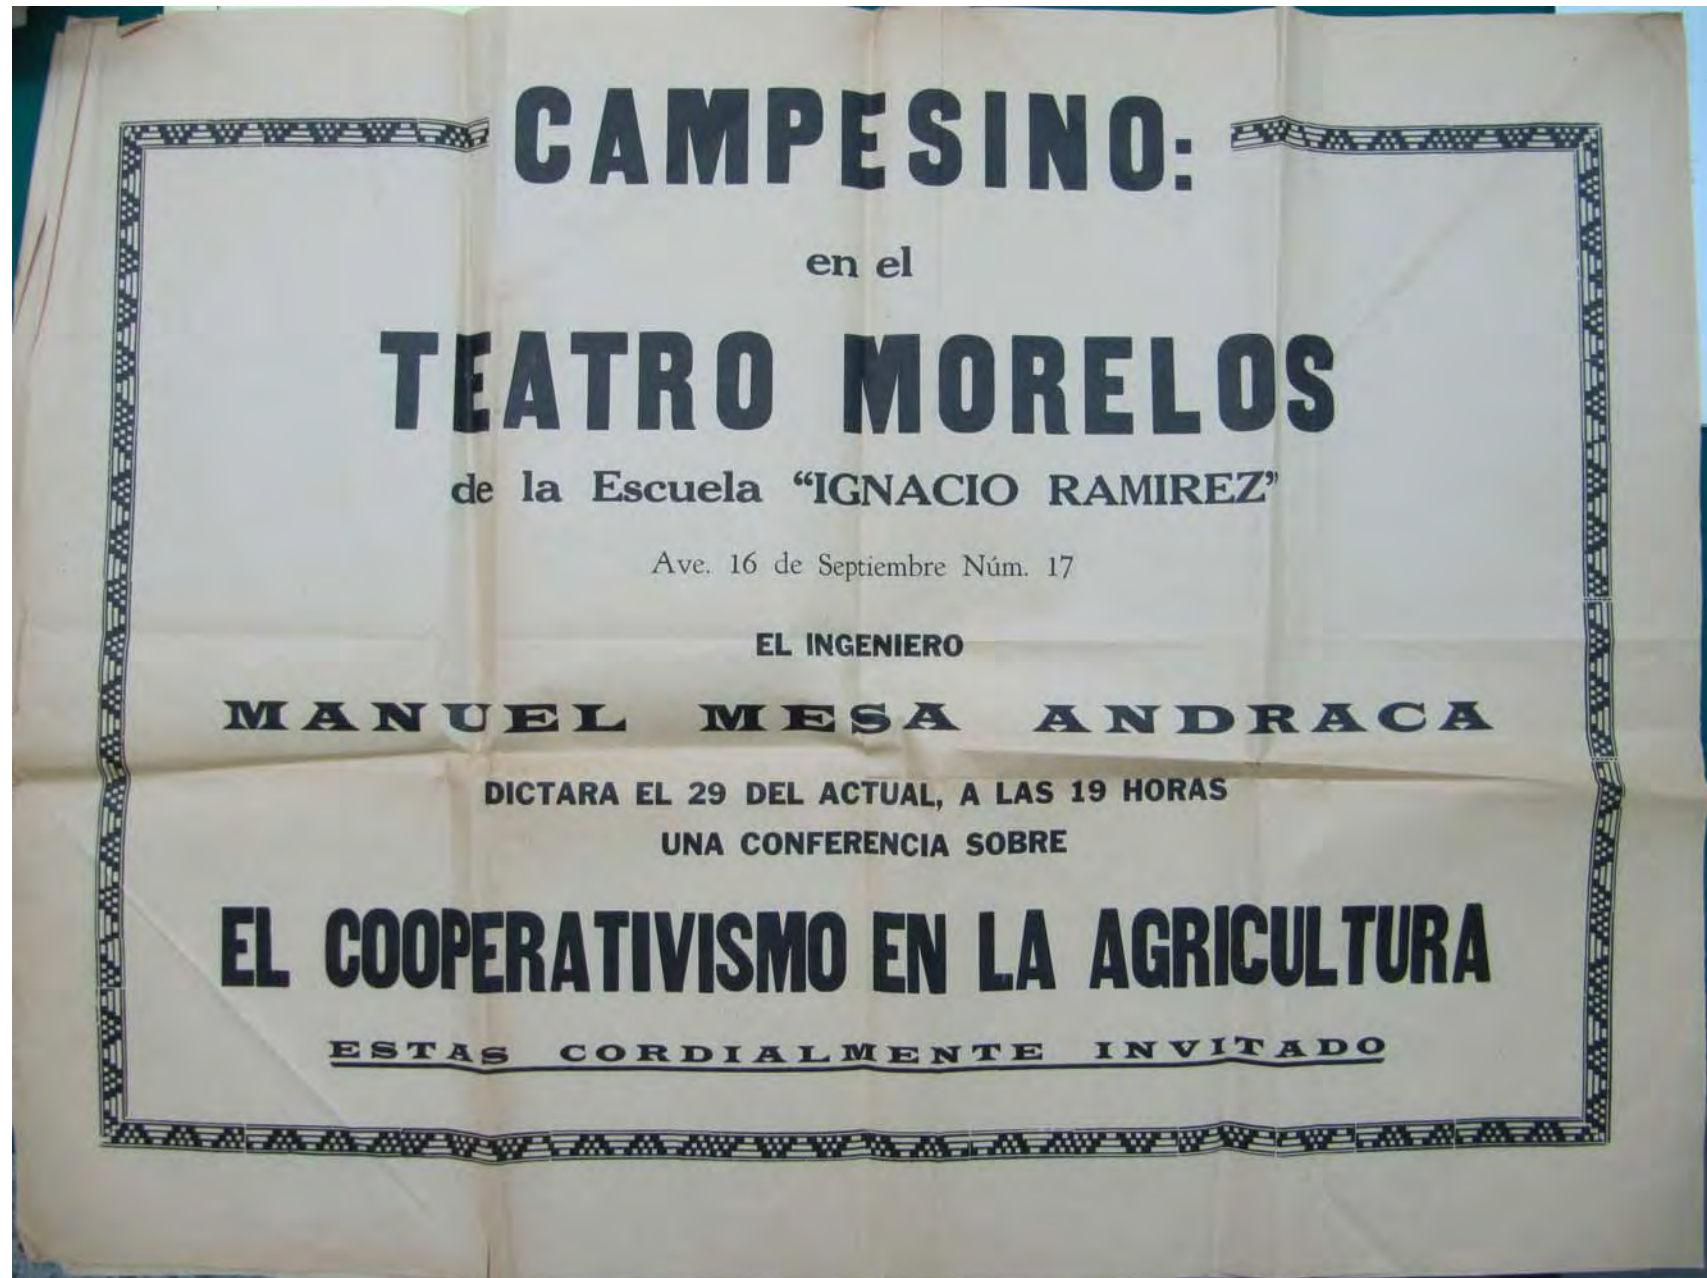 CAMPESINO:
en el
TEATRO MORELOS
de la Escuela “IGNACIO RAMIREZ”
Ave. 16 de Septiembre Núm. 17
EL INGENIERO
MANUEL MESA ANDRACA
DICTARA EL 29 DEL ACTUAL, A LAS 19 HORAS
UNA CONFERENCIA SOBRE
EL COOPERATIVISMO EN LA AGRICULTURA
ESTAS CORDIALMENTE INVITADO